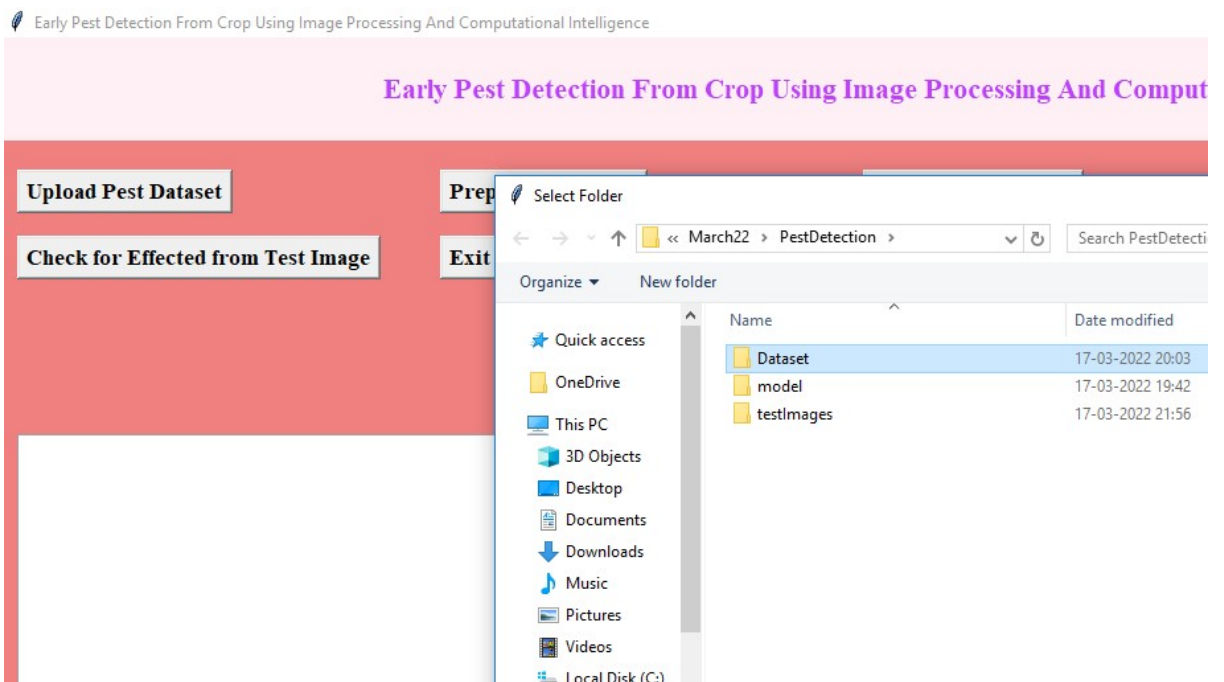 Early Pest Detection From Crop Using Image Processing And Computational Intelligence
Early Pest Detection From Crop Using Image Processing And Comput
Upload Pest Dataset
Prep
Check for Effected from Test Image
Exit
Select Folder
« March22 > PestDetection >
Search PestDetecti
Organize
New folder
Name
Date modified
Quick access
OneDrive
This PC
3D Objects
Desktop
Documents
Downloads
Music
Pictures
Videos
Local Disk (C:)
Dataset 17-03-2022 20:03
model 17-03-2022 19:42
testImages 17-03-2022 21:56